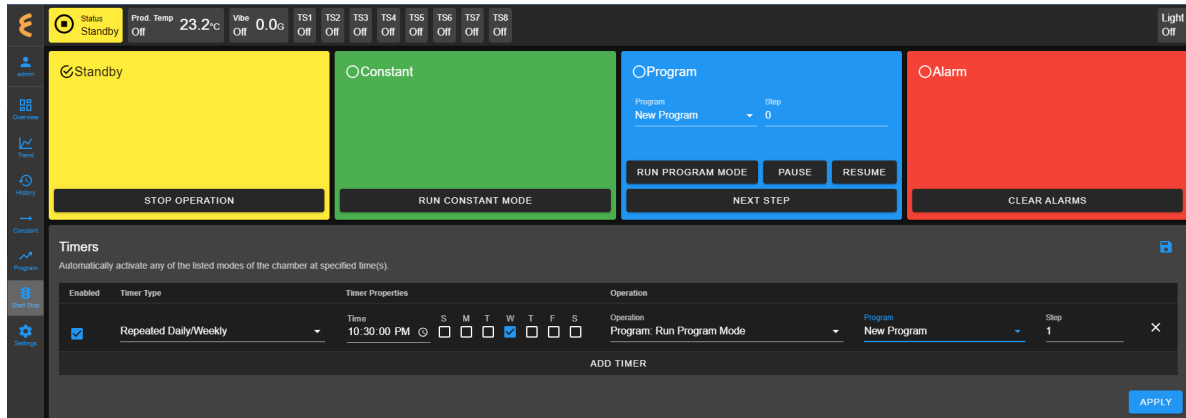 Status
Standby
Prod. Temp
Off
23.2°C
Vibe
Off
0.0G
TS1
Off
TS2
Off
TS3
Off
TS4
Off
TS5
Off
TS6
Off
TS7
Off
TS8
Off
Light
Off
admin
Overview
Trend
History
Constant
Program
Start Stop
Settings
Standby
STOP OPERATION
Constant
RUN CONSTANT MODE
Program
Program
New Program
Step
0
RUN PROGRAM MODE
PAUSE
RESUME
NEXT STEP
Alarm
CLEAR ALARMS
Timers
Automatically activate any of the listed modes of the chamber at specified time(s).
Enabled
Timer Type
Timer Properties
Operation
Repeated Daily/Weekly
Time
10:30:00 PM
S M T W T F S
Operation
Program: Run Program Mode
Program
New Program
Step
1
ADD TIMER
APPLY